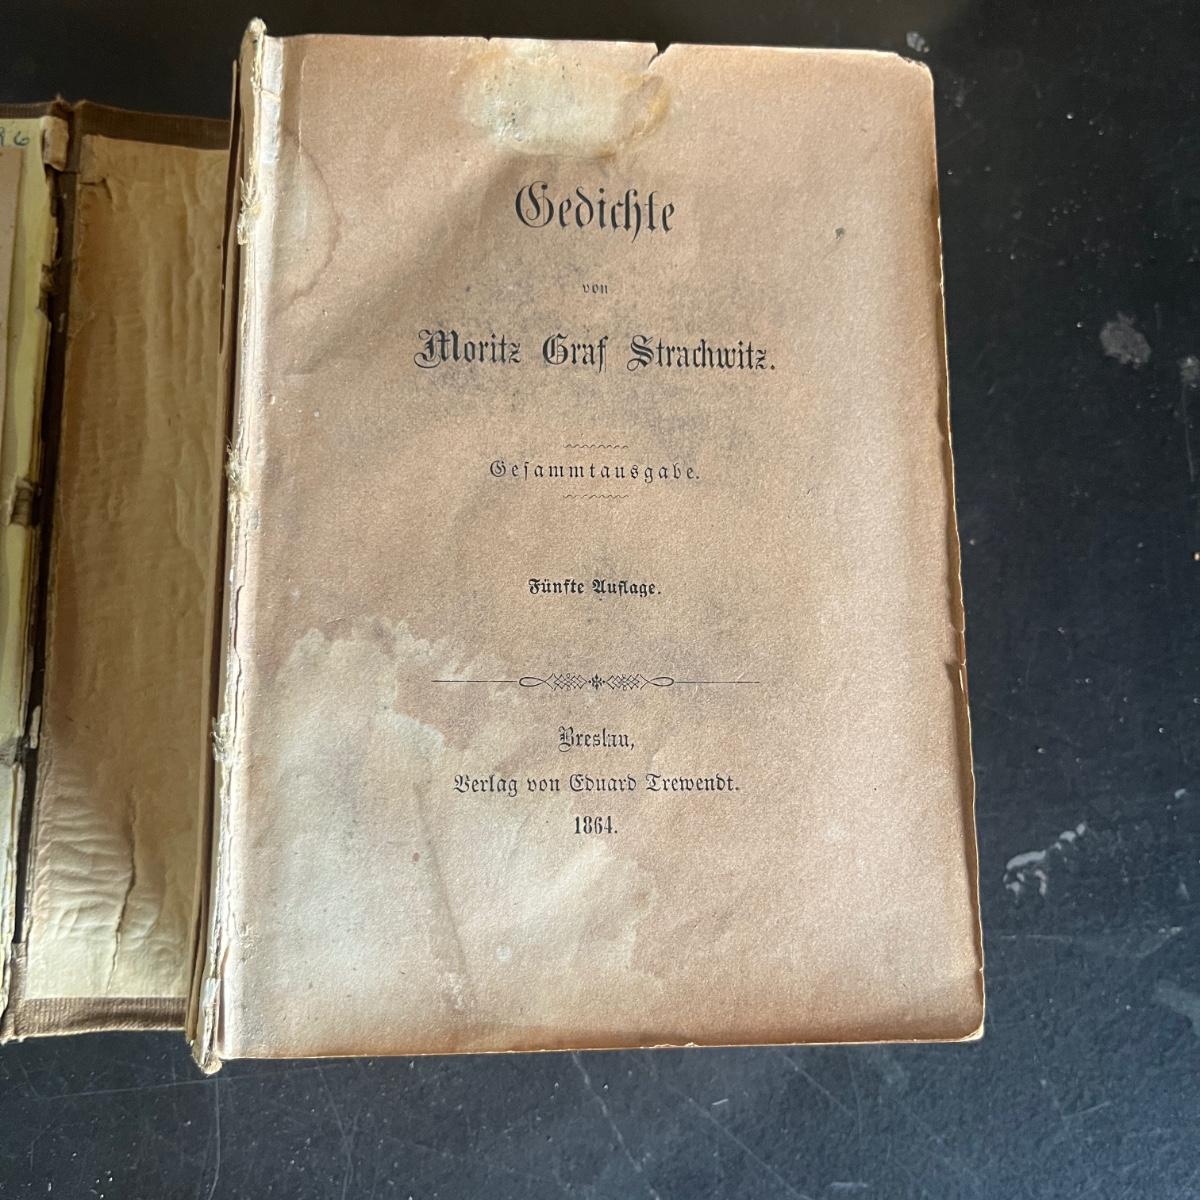 Gedichte
von
Moritz Graf Strachwitz.
Gesammtausgabe.
Fünfte Auflage.
Breslau,
Verlag von Eduard Trewendt.
1864.